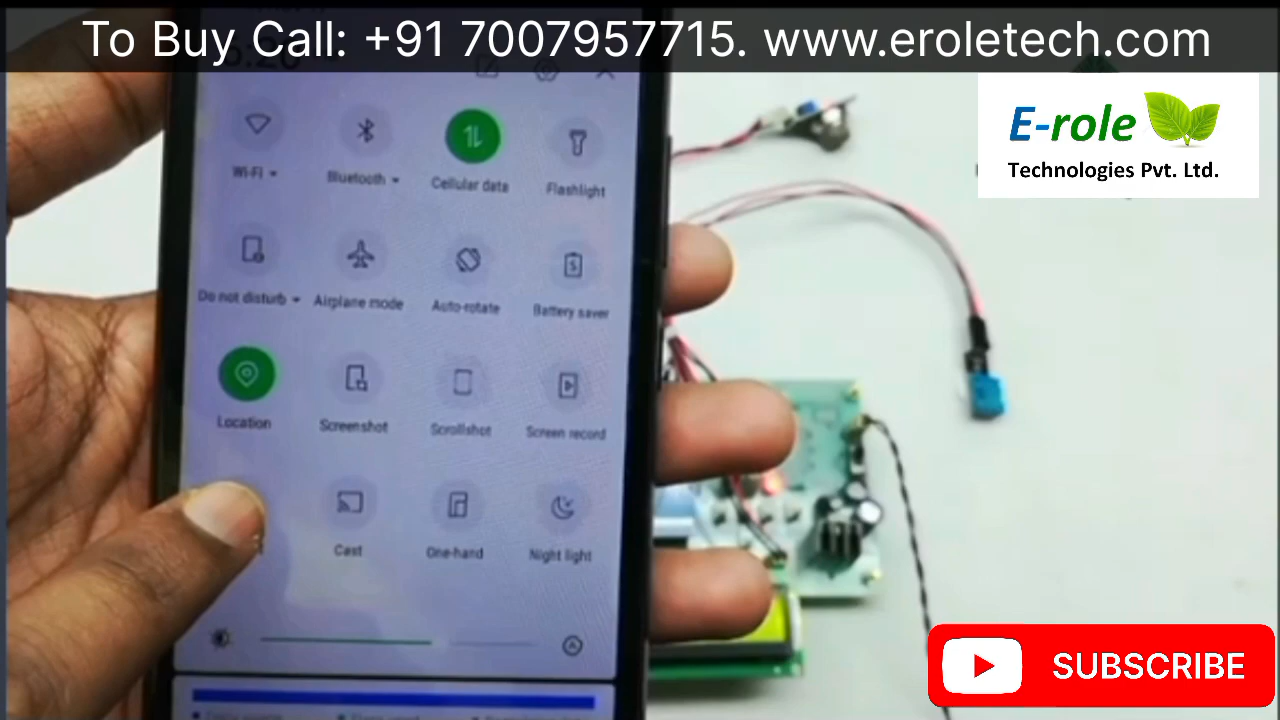 To Buy Call: +91 7007957715. www.eroletech.com
E-role
Technologies Pvt. Ltd.
Wi-Fi
Bluetooth
Cellular data
Flashlight
Do not disturb
Airplane mode
Auto-rotate
Battery saver
Location
Screenshot
Scrollshot
Screen record
Cast
One-hand
Night light
SUBSCRIBE